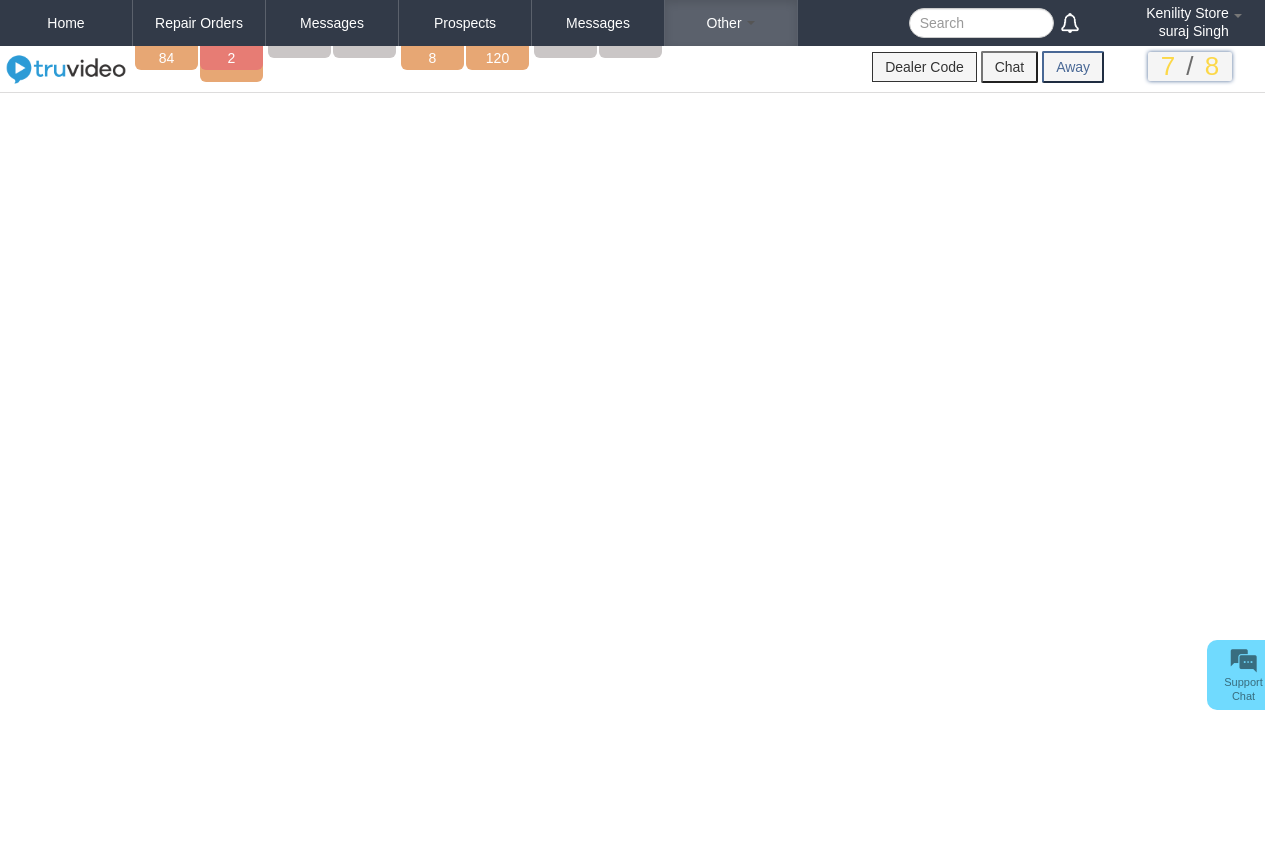 Home Repair Orders Messages Prospects Messages Other Search Kenility Store
suraj Singh
truvideo 84 2 8 120 Dealer Code Chat Away 7 / 8
Support
Chat